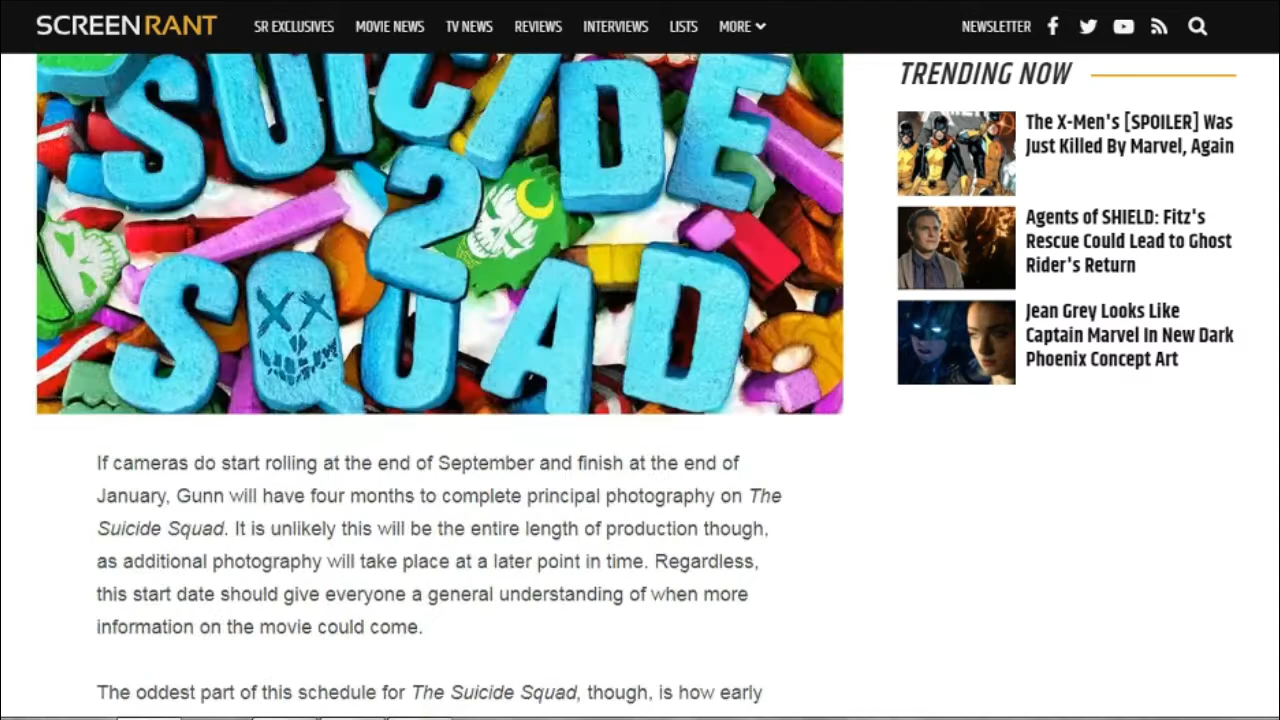 SCREENRANT SR EXCLUSIVES MOVIE NEWS TV NEWS REVIEWS INTERVIEWS LISTS MORE NEWSLETTER
SUICIDE
2
SQUAD
If cameras do start rolling at the end of September and finish at the end of
January, Gunn will have four months to complete principal photography on The
Suicide Squad. It is unlikely this will be the entire length of production though,
as additional photography will take place at a later point in time. Regardless,
this start date should give everyone a general understanding of when more
information on the movie could come.
The oddest part of this schedule for The Suicide Squad, though, is how early
TRENDING NOW
The X-Men's [SPOILER] Was
Just Killed By Marvel, Again
Agents of SHIELD: Fitz's
Rescue Could Lead to Ghost
Rider's Return
Jean Grey Looks Like
Captain Marvel In New Dark
Phoenix Concept Art